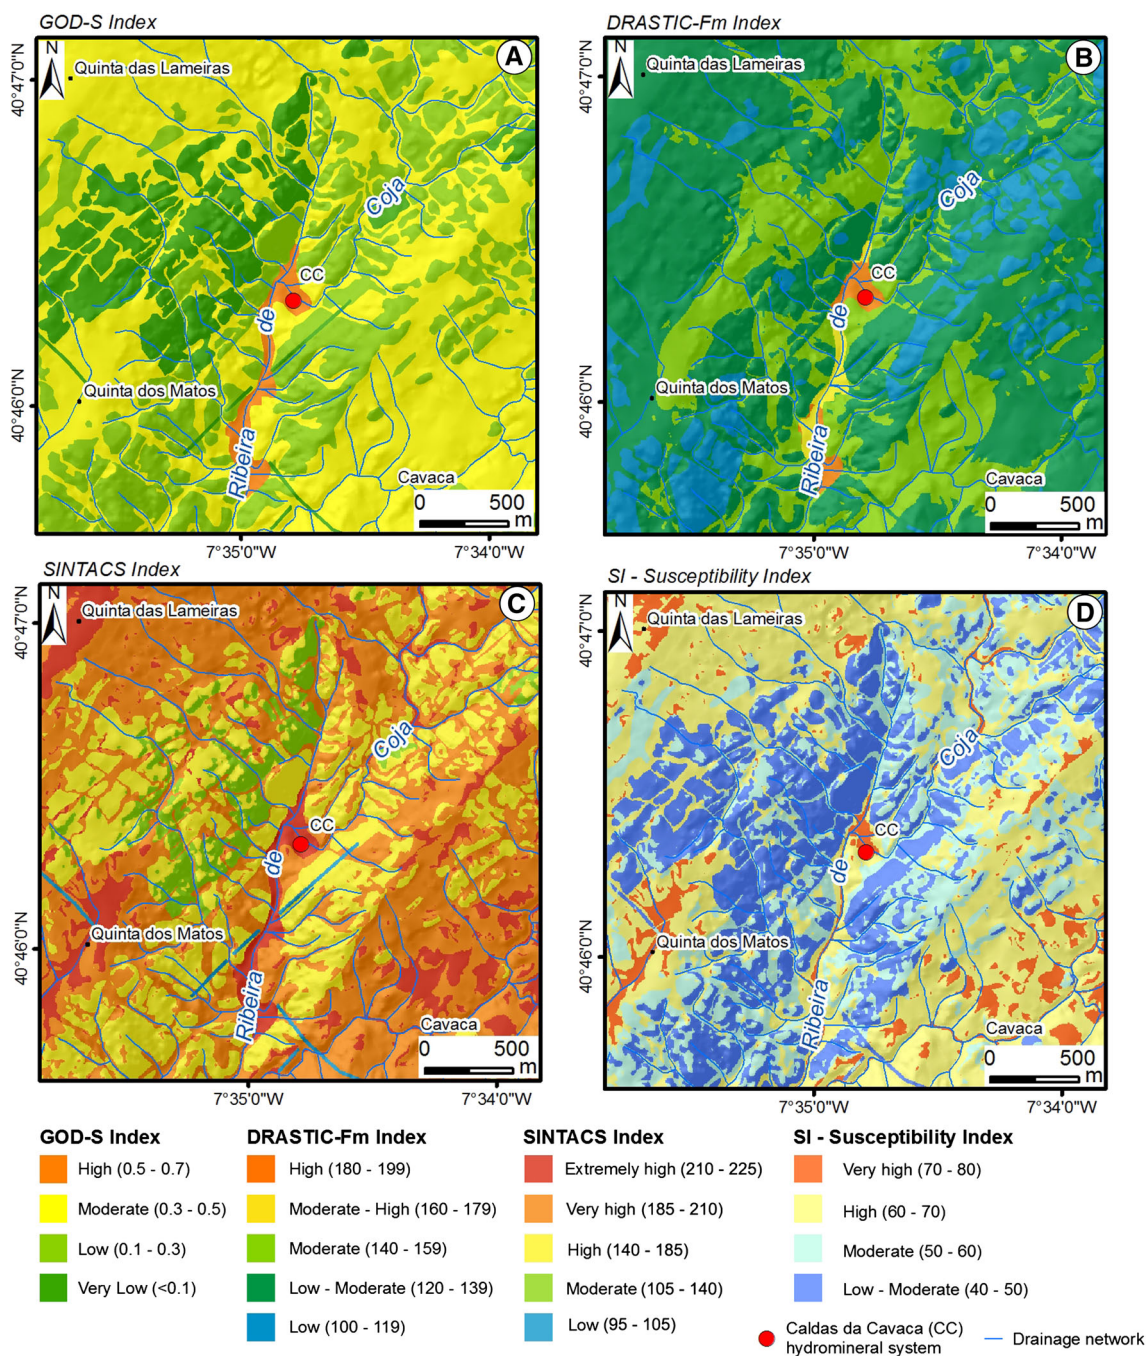 GOD-S Index
A
N
Quinta das Lameiras
40°47'0"N
Coja
CC
de
Quinta dos Matos
40°46'0"N
Ribeira
Cavaca
0 500
m
7°35'0"W 7°34'0"W
DRASTIC-Fm Index
B
N
Quinta das Lameiras
40°47'0"N
Coja
CC
de
Quinta dos Matos
40°46'0"N
Ribeira
Cavaca
0 500
m
7°35'0"W 7°34'0"W
SINTACS Index
C
N
Quinta das Lameiras
40°47'0"N
Coja
CC
de
Quinta dos Matos
40°46'0"N
Ribeira
Cavaca
0 500
m
7°35'0"W 7°34'0"W
SI - Susceptibility Index
D
N
Quinta das Lameiras
40°47'0"N
Coja
CC
de
Quinta dos Matos
40°46'0"N
Ribeira
Cavaca
0 500
m
7°35'0"W 7°34'0"W
GOD-S Index
High (0.5 - 0.7)
Moderate (0.3 - 0.5)
Low (0.1 - 0.3)
Very Low (<0.1)
DRASTIC-Fm Index
High (180 - 199)
Moderate - High (160 - 179)
Moderate (140 - 159)
Low - Moderate (120 - 139)
Low (100 - 119)
SINTACS Index
Extremely high (210 - 225)
Very high (185 - 210)
High (140 - 185)
Moderate (105 - 140)
Low (95 - 105)
SI - Susceptibility Index
Very high (70 - 80)
High (60 - 70)
Moderate (50 - 60)
Low - Moderate (40 - 50)
Caldas da Cavaca (CC)
hydromineral system
Drainage network